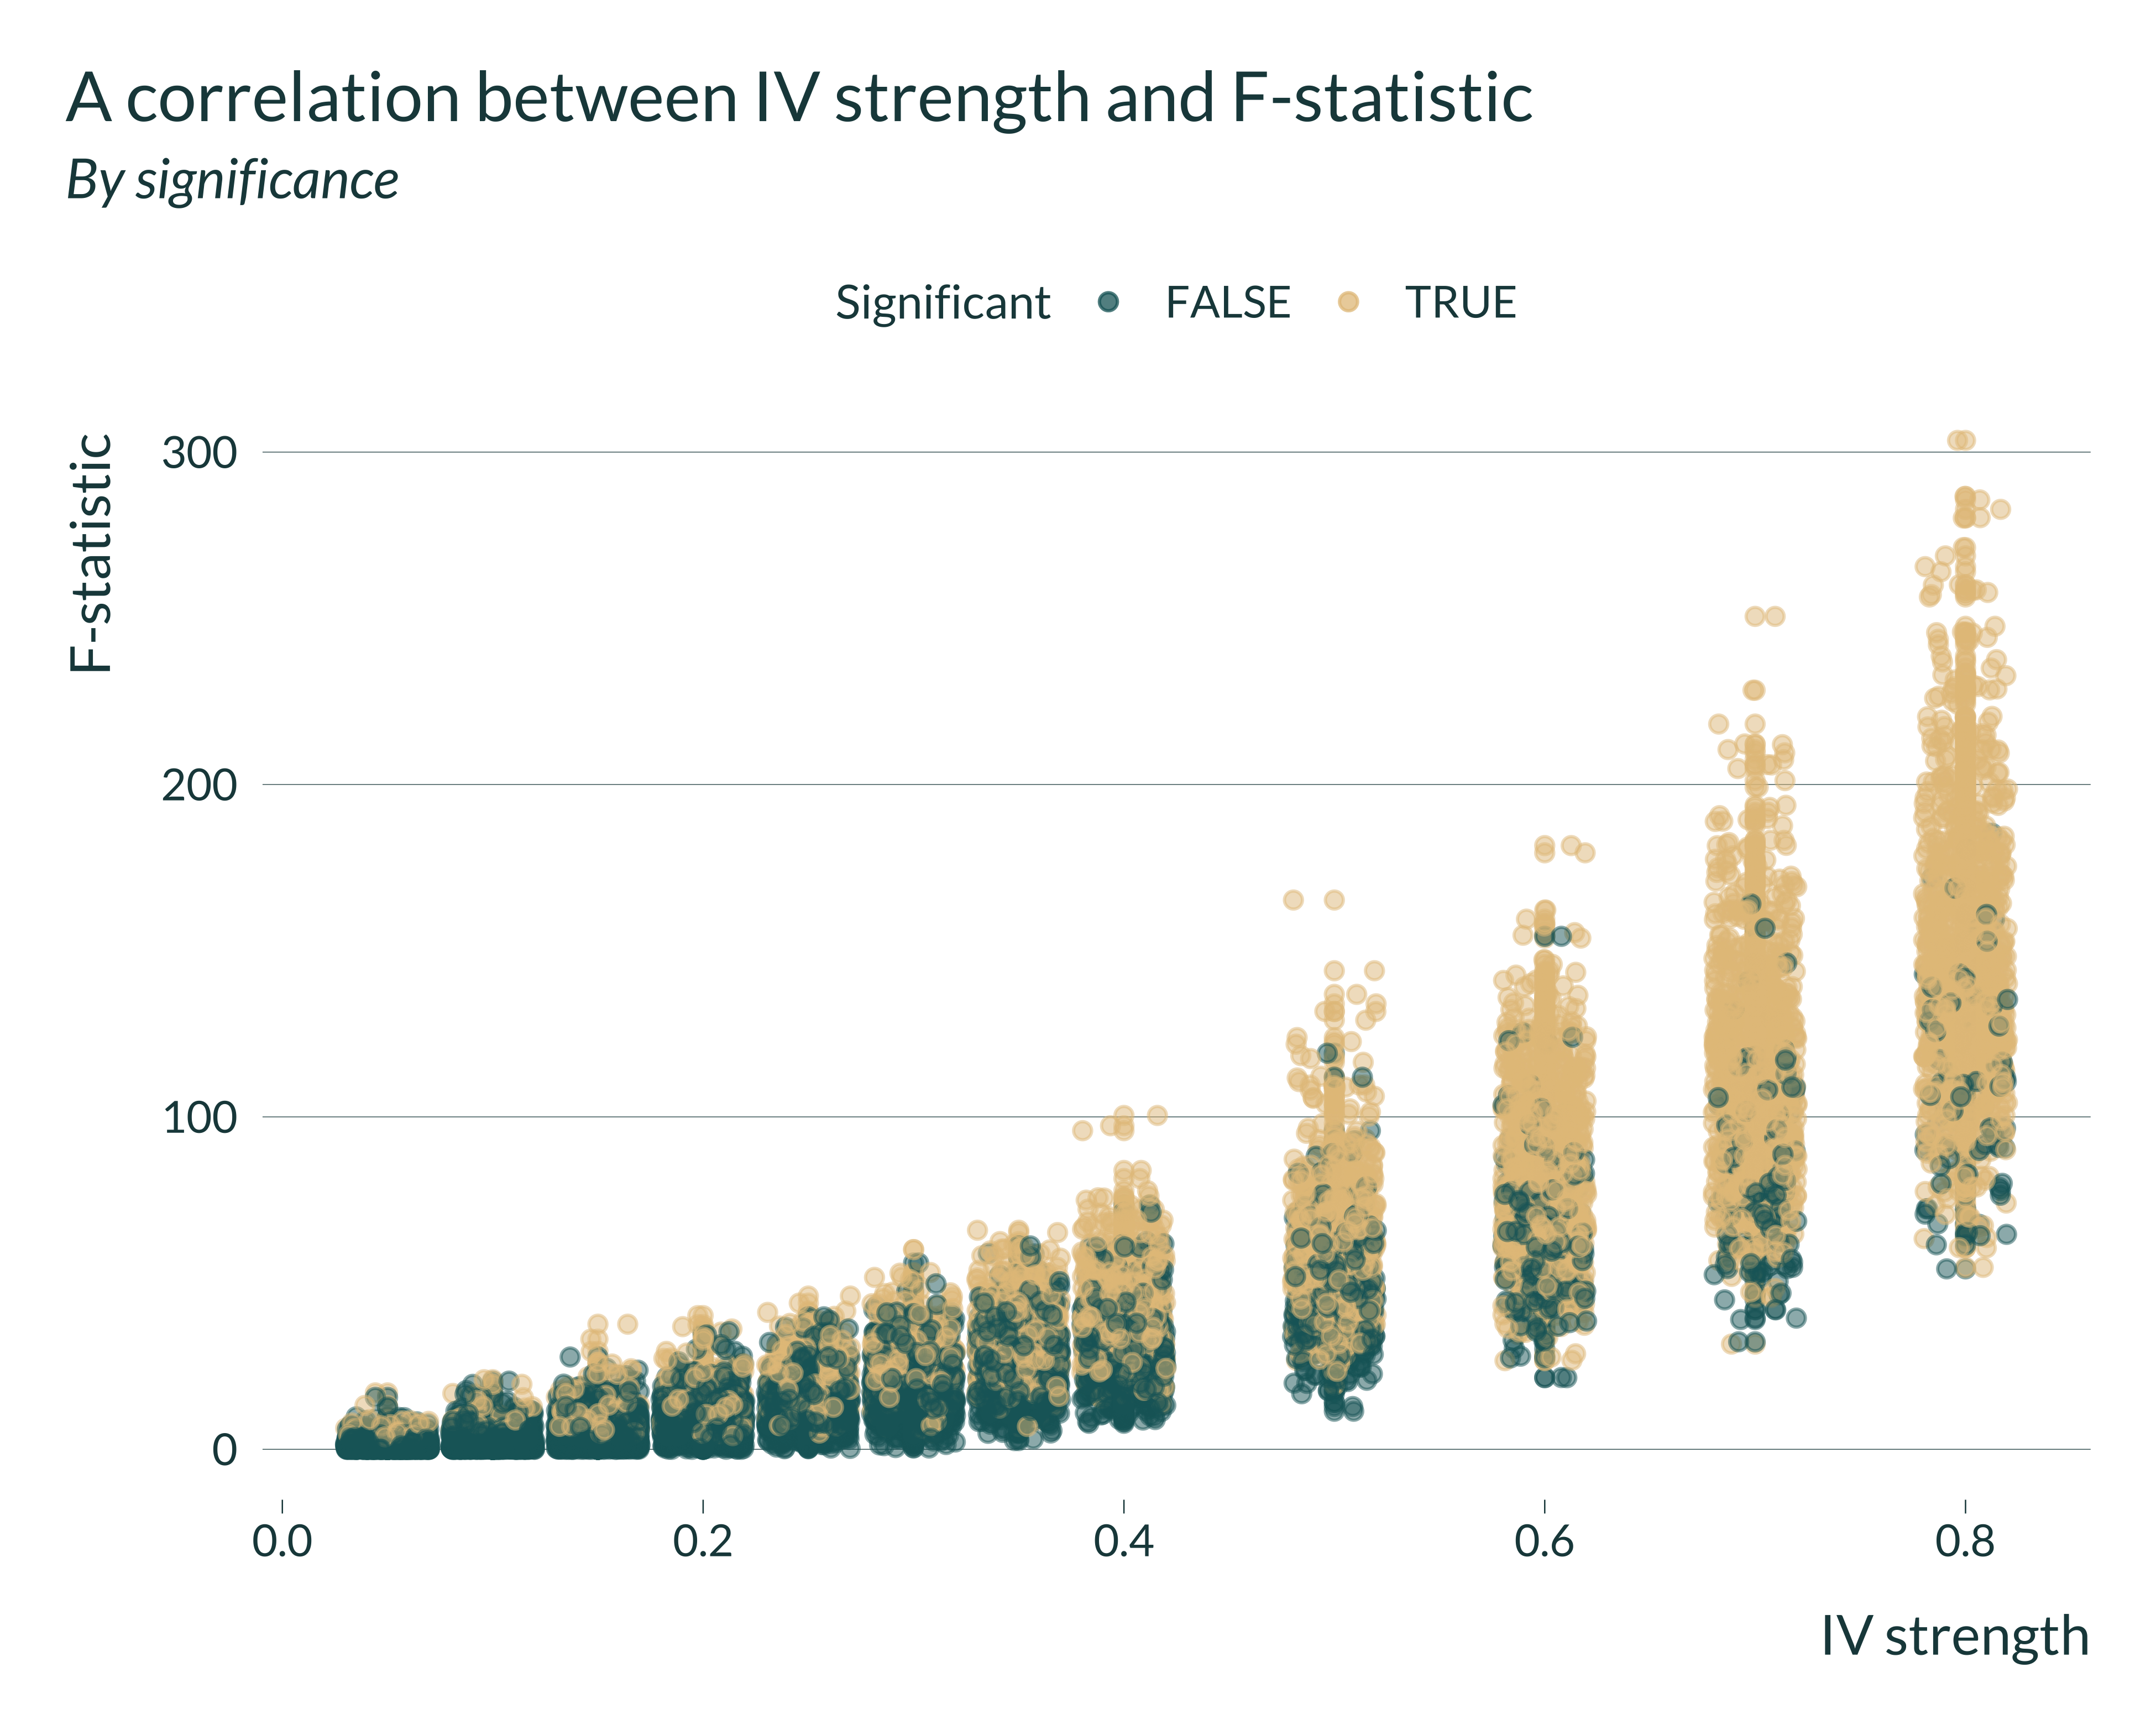 A correlation between IV strength and F-statistic
By significance
Significant FALSE TRUE
F-statistic
300
200
100
0
0.0 0.2 0.4 0.6 0.8
IV strength